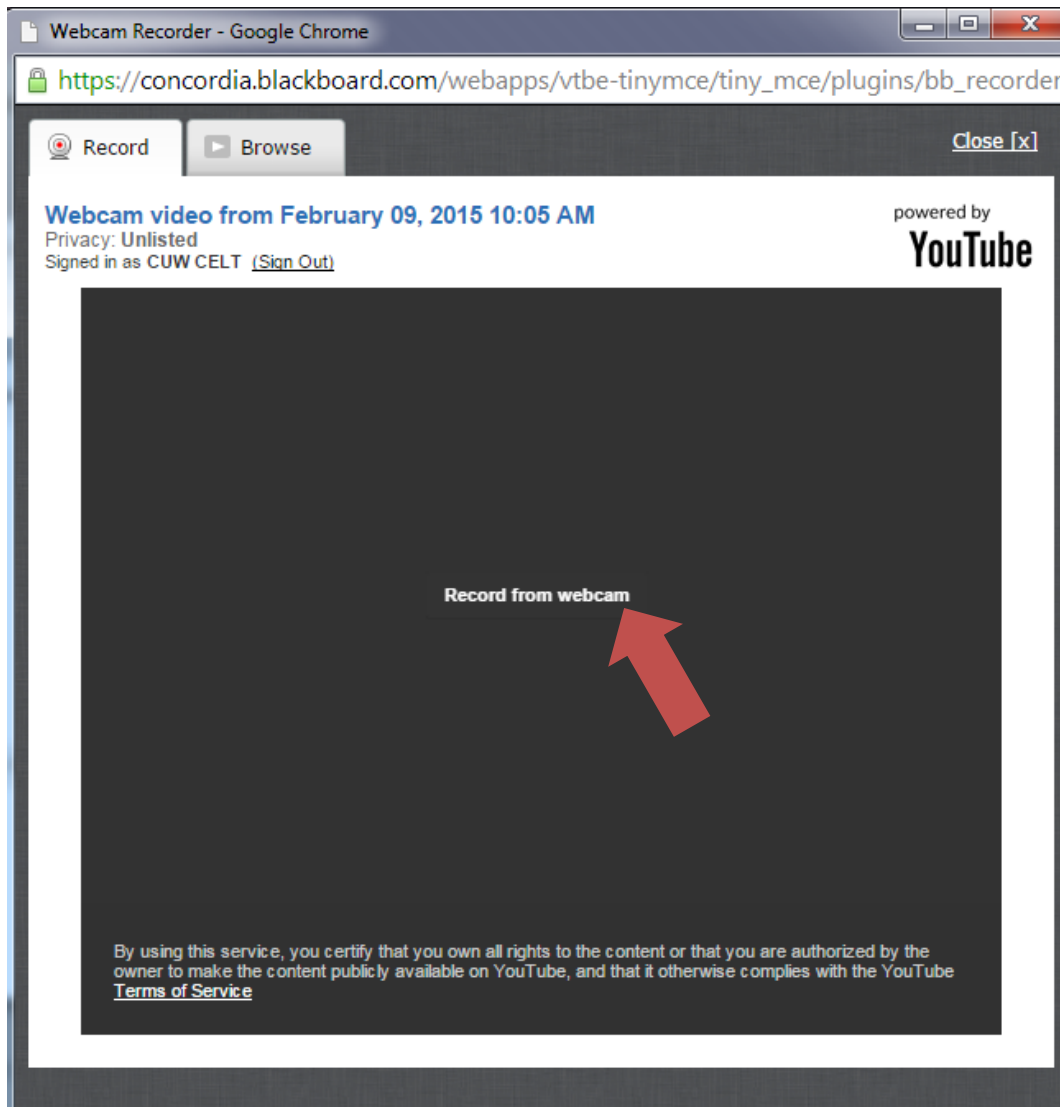 Webcam Recorder - Google Chrome
https://concordia.blackboard.com/webapps/vtbe-tinymce/tiny_mce/plugins/bb_recorder
Record
Browse
Close [x]
Webcam video from February 09, 2015 10:05 AM
Privacy: Unlisted
Signed in as CUW CELT (Sign Out)
powered by
YouTube
Record from webcam
By using this service, you certify that you own all rights to the content or that you are authorized by the
owner to make the content publicly available on YouTube, and that it otherwise complies with the YouTube
Terms of Service